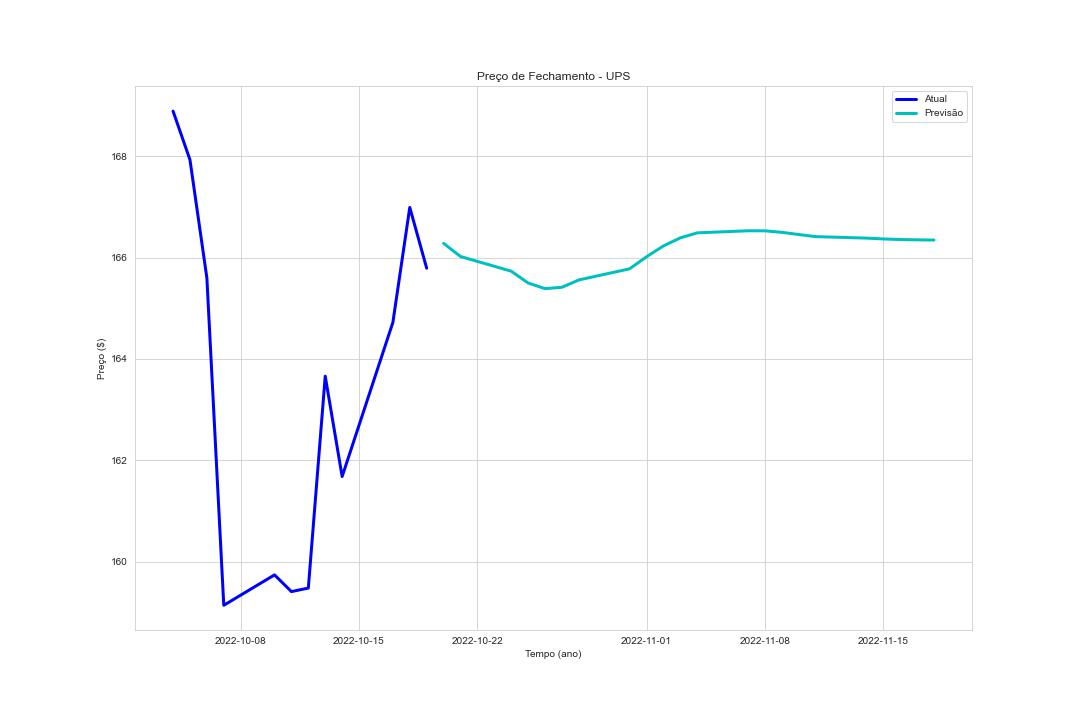 Preço de Fechamento - UPS
Atual
Previsão
Preço ($)
168
166
164
162
160
2022-10-08 2022-10-15 2022-10-22 2022-11-01 2022-11-08 2022-11-15
Tempo (ano)